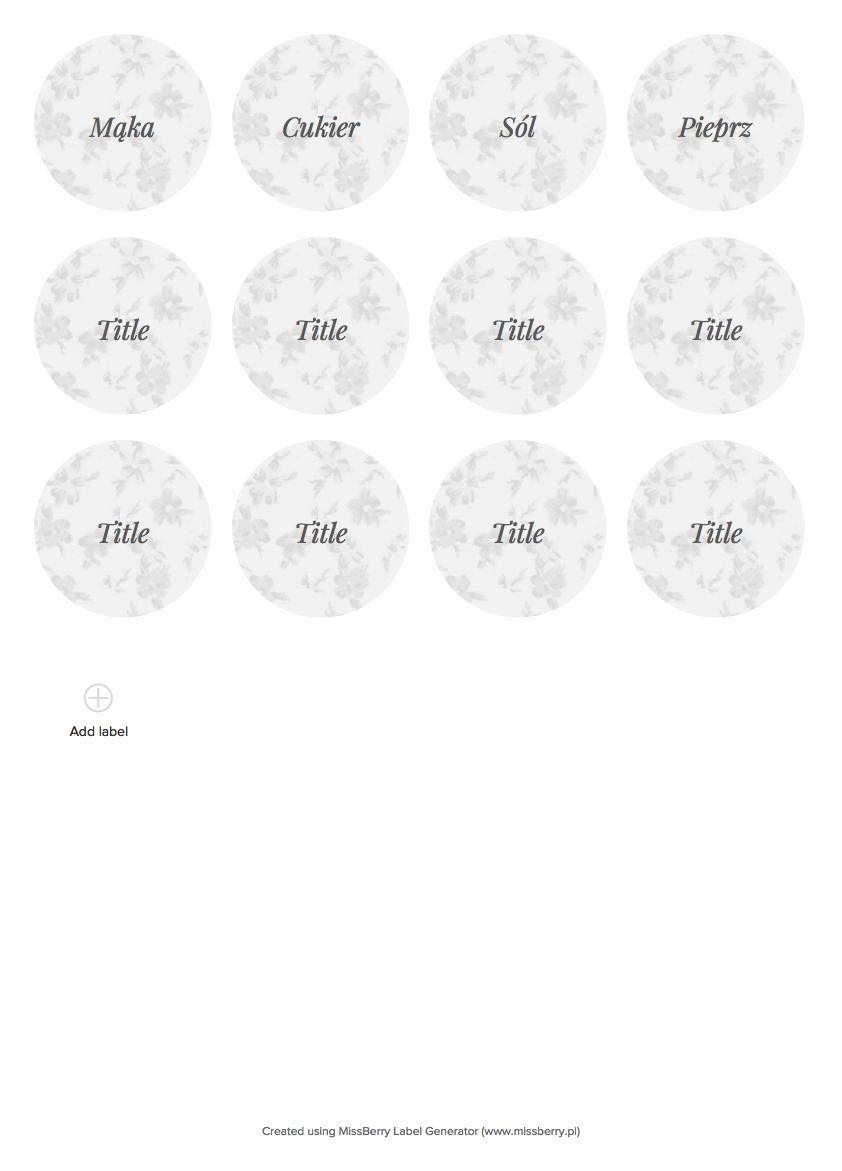 Mąka Cukier Sól Pieprz
Title Title Title Title
Title Title Title Title
Add label
Created using MissBerry Label Generator (www.missberry.pl)